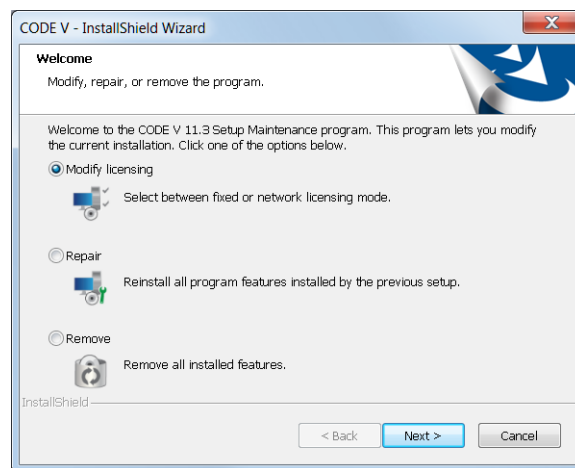 CODE V - InstallShield Wizard
Welcome
Modify, repair, or remove the program.
Welcome to the CODE V 11.3 Setup Maintenance program. This program lets you modify
the current installation. Click one of the options below.
Modify licensing
Select between fixed or network licensing mode.
Repair
Reinstall all program features installed by the previous setup.
Remove
Remove all installed features.
InstallShield
< Back Next > Cancel